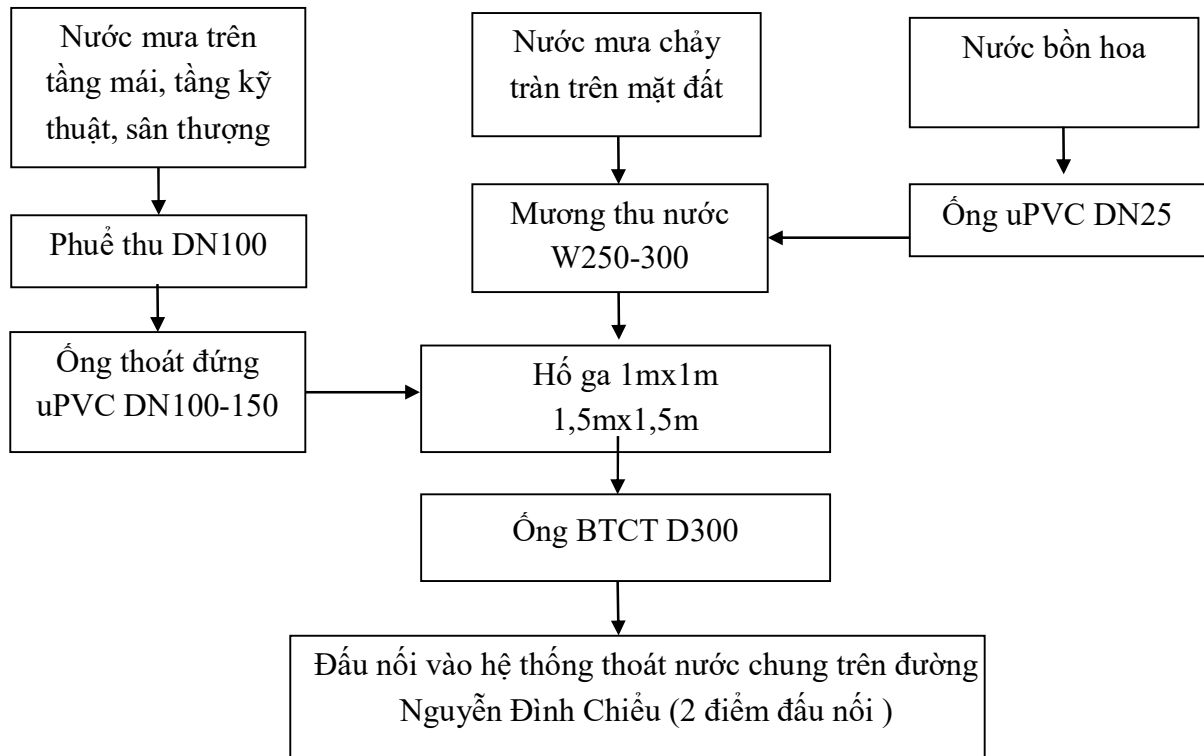 Nước mưa trên
tầng mái, tầng kỹ
thuật, sân thượng
Nước mưa chảy
tràn trên mặt đất
Nước bồn hoa
Phuể thu DN100
Mương thu nước
W250-300
Ống uPVC DN25
Ống thoát đứng
uPVC DN100-150
Hố ga 1mx1m
1,5mx1,5m
Ống BTCT D300
Đấu nối vào hệ thống thoát nước chung trên đường
Nguyễn Đình Chiểu (2 điểm đấu nối )